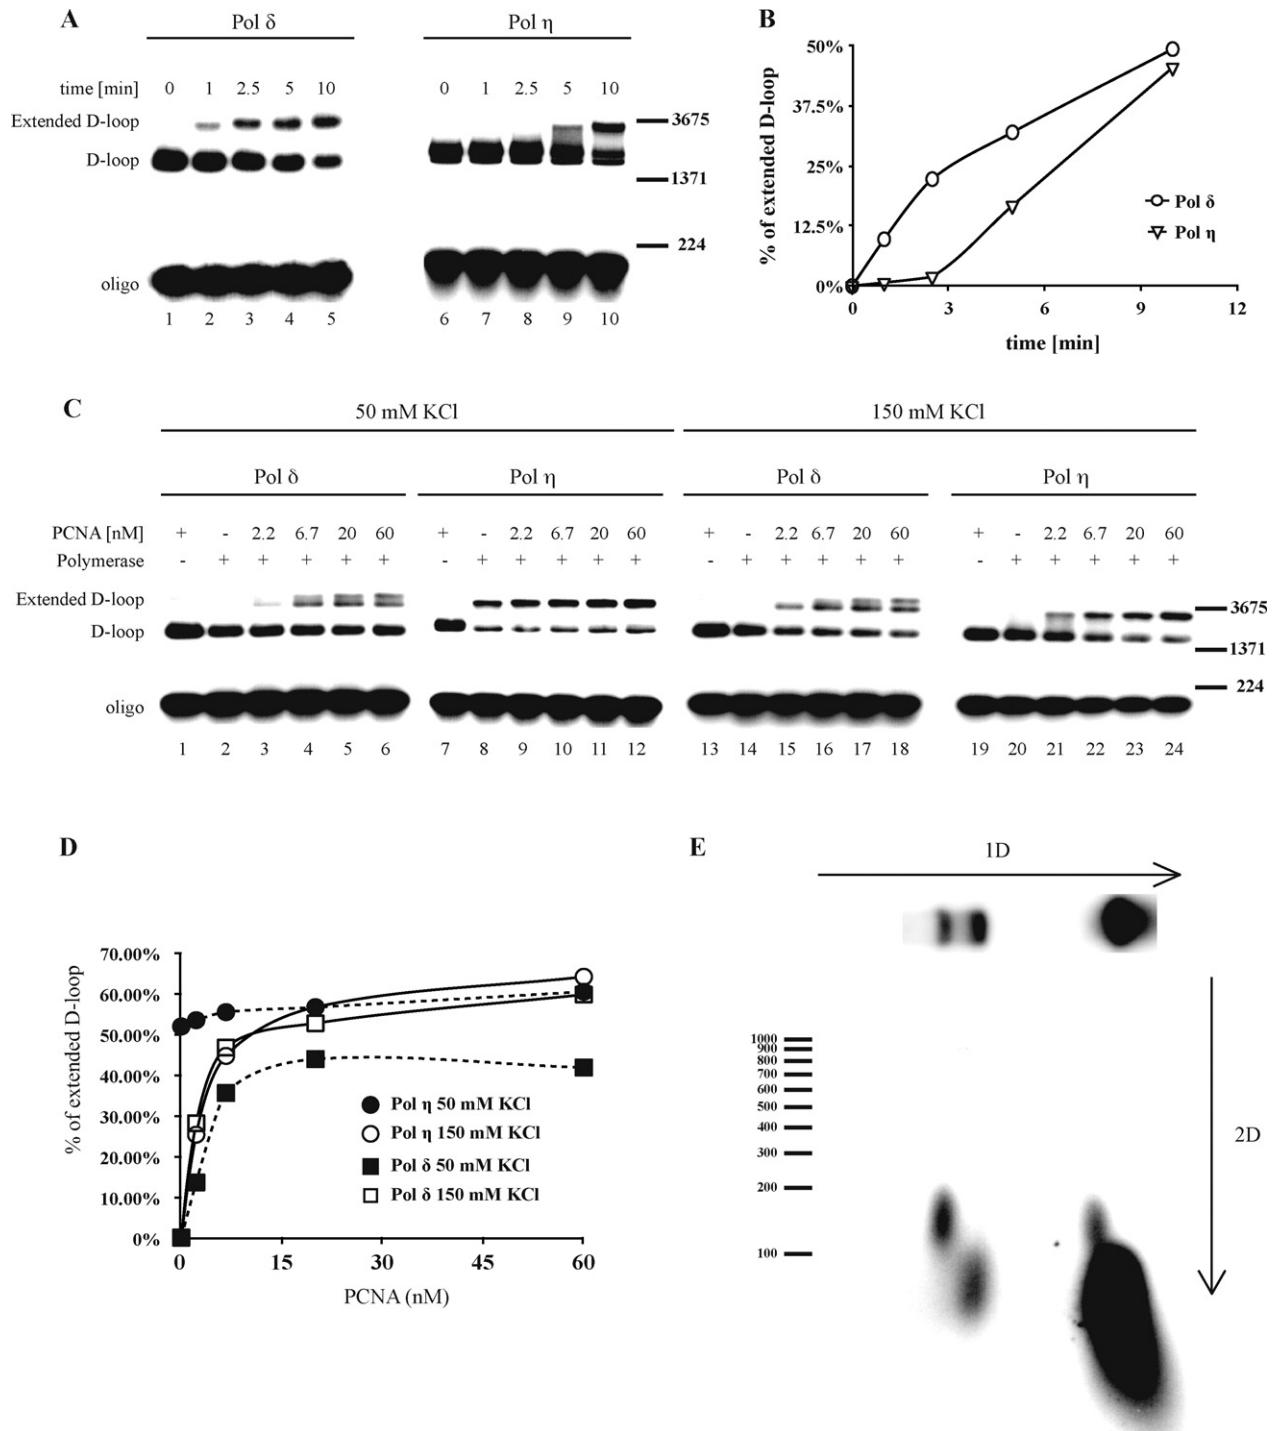 A
Pol δ
Pol η
time [min] 0 1 2.5 5 10 0 1 2.5 5 10
Extended D-loop
3675
D-loop
1371
224
oligo
1 2 3 4 5 6 7 8 9 10
B
50%
37.5%
25%
12.5%
0%
% of extended D-loop
Pol δ
Pol η
0 3 6 9 12
time [min]
C
50 mM KCl
150 mM KCl
Pol δ
Pol η
Pol δ
Pol η
PCNA [nM] + - 2.2 6.7 20 60 + - 2.2 6.7 20 60 + - 2.2 6.7 20 60 + - 2.2 6.7 20 60
Polymerase - + + + + + - + + + + + - + + + + + - + + + + +
Extended D-loop
3675
D-loop
1371
224
oligo
1 2 3 4 5 6 7 8 9 10 11 12 13 14 15 16 17 18 19 20 21 22 23 24
D
70.00%
60.00%
50.00%
40.00%
30.00%
20.00%
10.00%
0%
% of extended D-loop
Pol η 50 mM KCl
Pol η 150 mM KCl
Pol δ 50 mM KCl
Pol δ 150 mM KCl
0 15 30 45 60
PCNA (nM)
E
1D
1000
900
800
700
600
500
400
300
200
100
2D